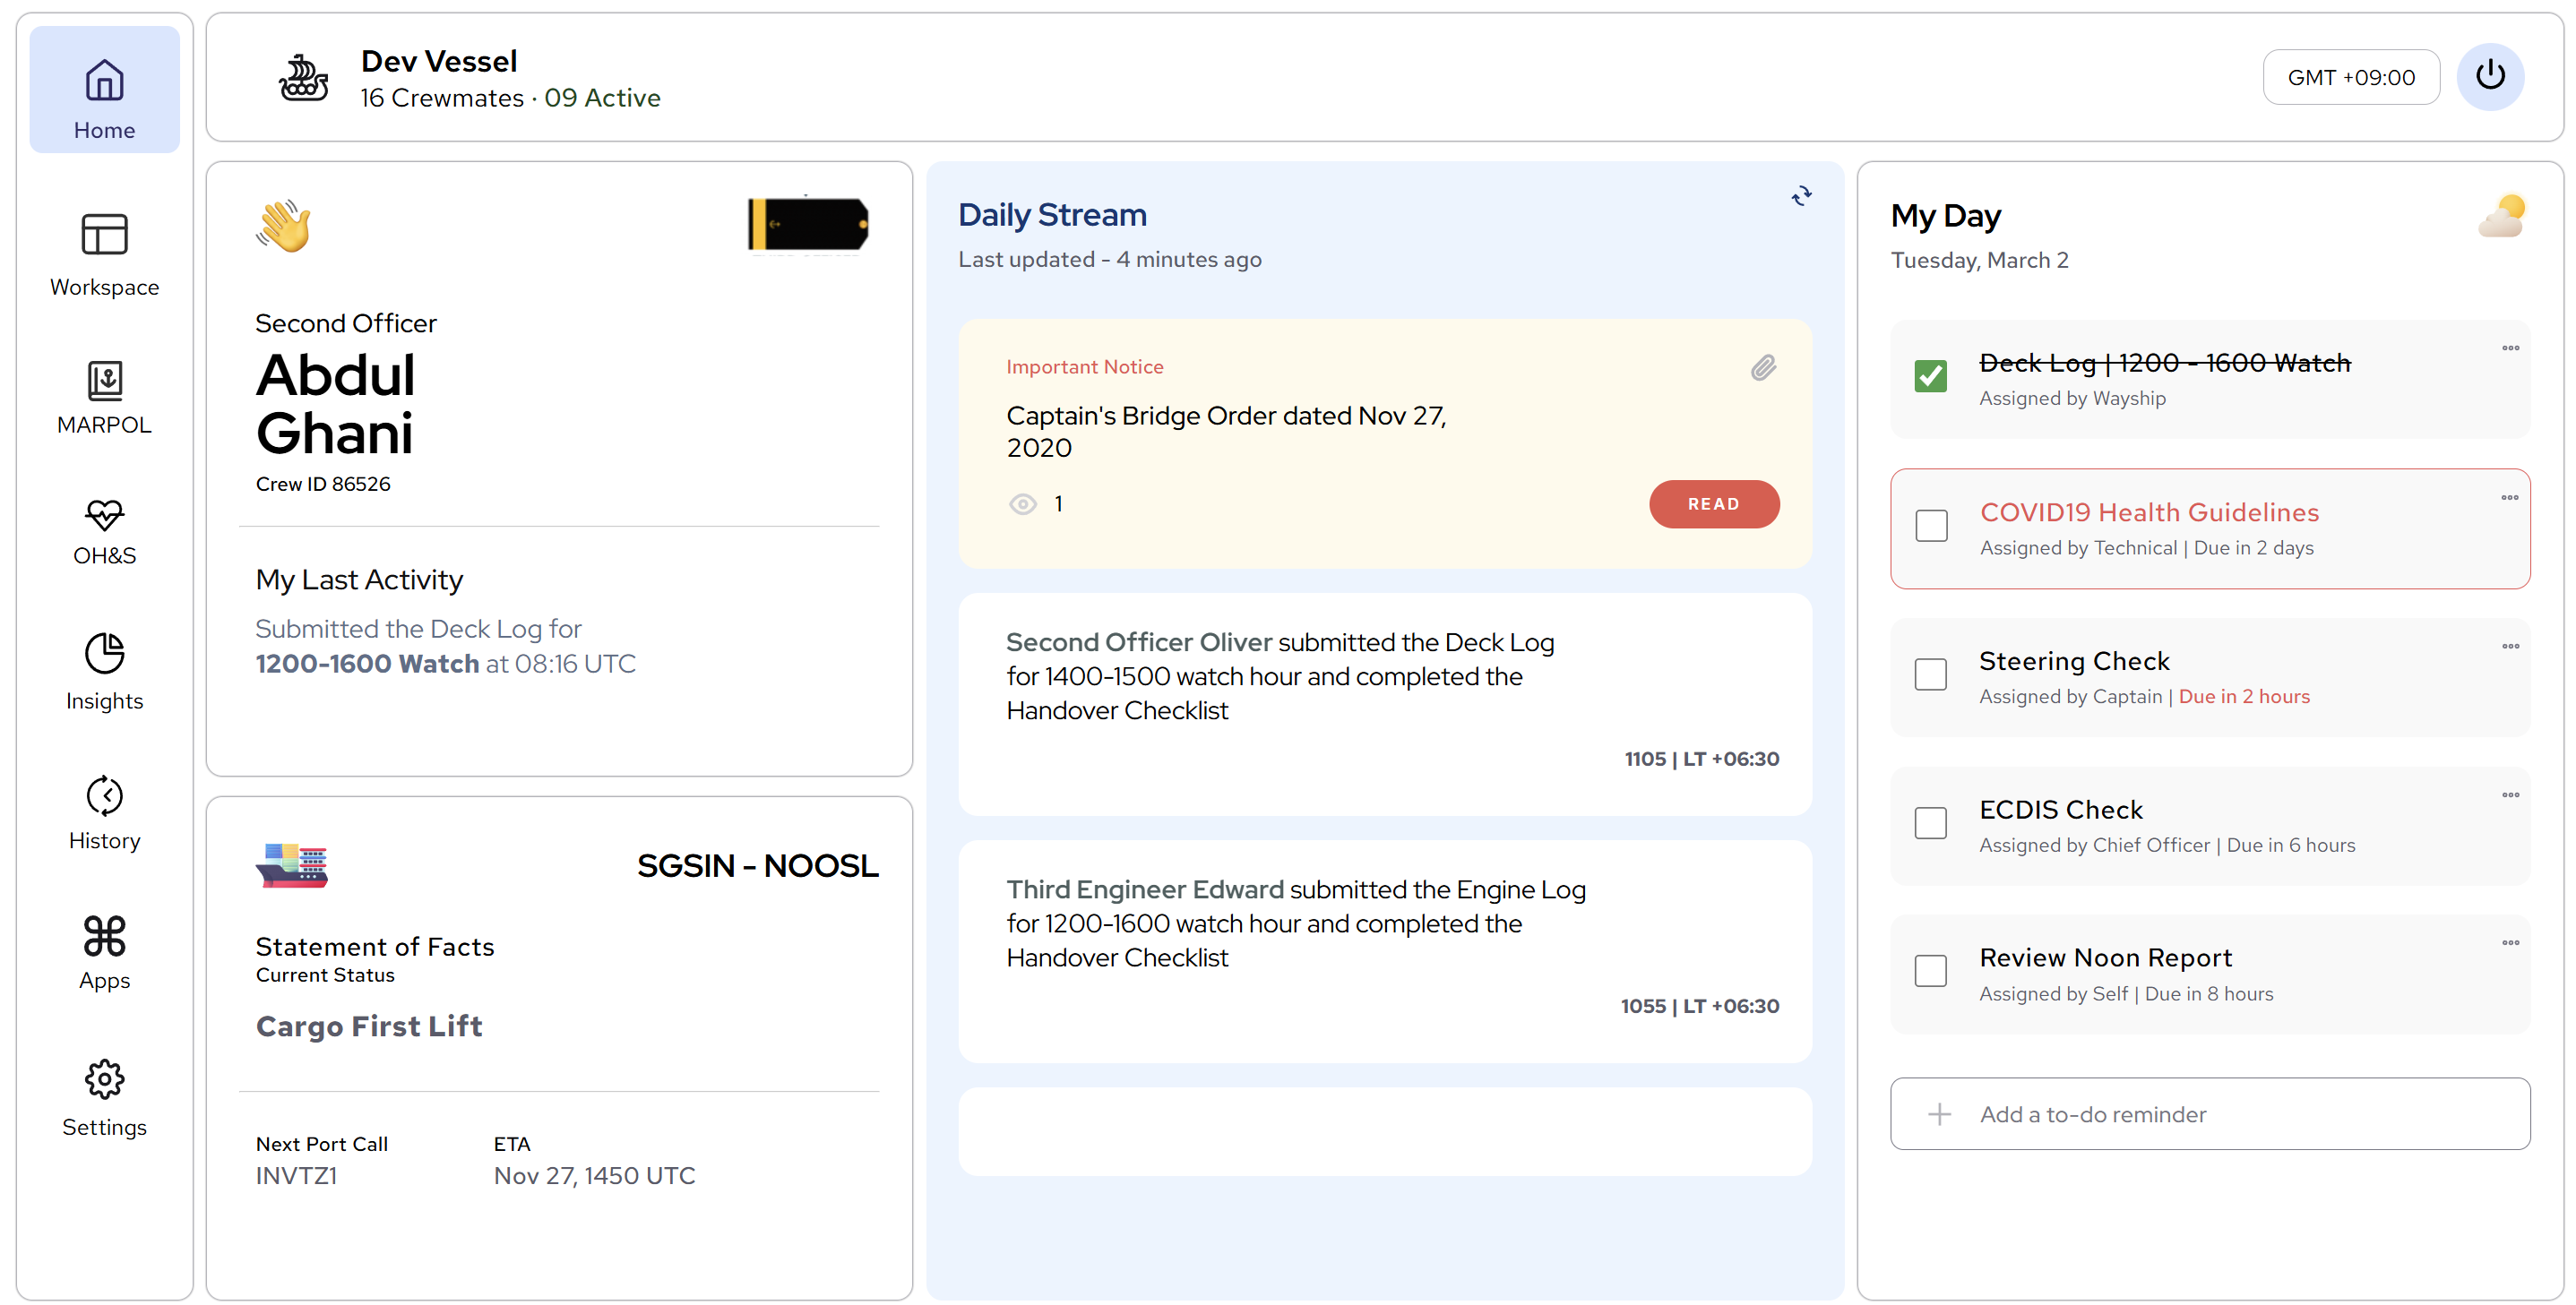 Home
Workspace
MARPOL
OH&S
Insights
History
Apps
Settings
Dev Vessel
16 Crewmates · 09 Active
GMT +09:00
Second Officer
Abdul
Ghani
Crew ID 86526
My Last Activity
Submitted the Deck Log for
1200-1600 Watch at 08:16 UTC
SGSIN - NOOSL
Statement of Facts
Current Status
Cargo First Lift
Next Port Call
INVTZ1
ETA
Nov 27, 1450 UTC
Daily Stream
Last updated - 4 minutes ago
Important Notice
Captain's Bridge Order dated Nov 27,
2020
1
READ
Second Officer Oliver submitted the Deck Log
for 1400-1500 watch hour and completed the
Handover Checklist
1105 | LT +06:30
Third Engineer Edward submitted the Engine Log
for 1200-1600 watch hour and completed the
Handover Checklist
1055 | LT +06:30
My Day
Tuesday, March 2
Deck Log | 1200 - 1600 Watch
Assigned by Wayship
COVID19 Health Guidelines
Assigned by Technical | Due in 2 days
Steering Check
Assigned by Captain | Due in 2 hours
ECDIS Check
Assigned by Chief Officer | Due in 6 hours
Review Noon Report
Assigned by Self | Due in 8 hours
Add a to-do reminder